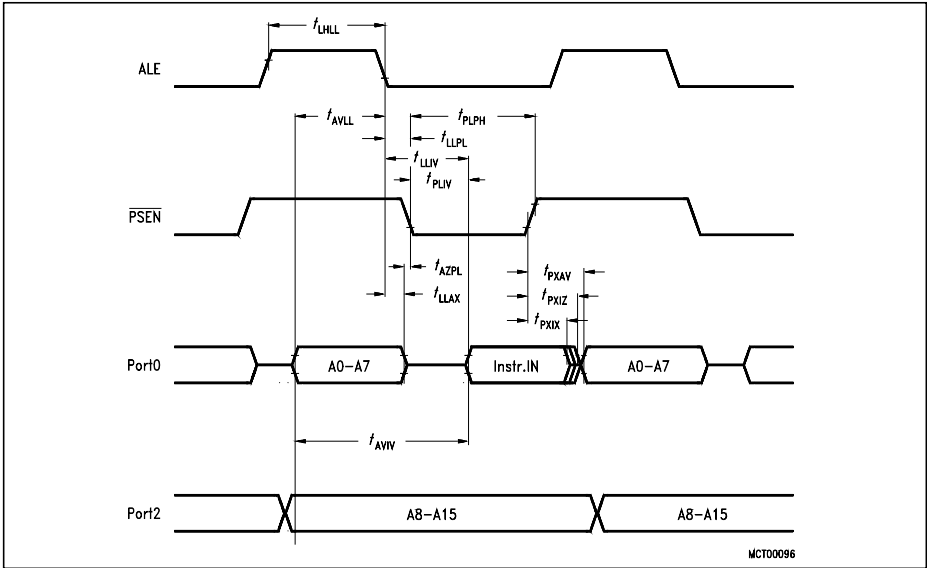 tLHLL
ALE
tAVLL
tPLPH
tLLPL
tLLIV
tPLIV
PSEN
tAZPL
tPXAV
tLLAX
tPXIZ
tPXIX
Port0
A0-A7
Instr.IN
A0-A7
tAVIV
Port2
A8-A15
A8-A15
MCT00096